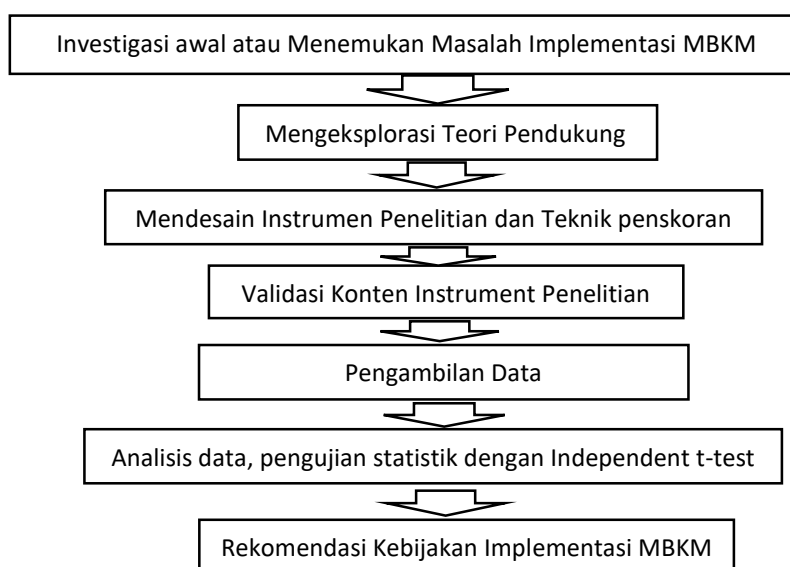 Investigasi awal atau Menemukan Masalah Implementasi MBKM
Mengeksplorasi Teori Pendukung
Mendesain Instrumen Penelitian dan Teknik penskoran
Validasi Konten Instrument Penelitian
Pengambilan Data
Analisis data, pengujian statistik dengan Independent t-test
Rekomendasi Kebijakan Implementasi MBKM